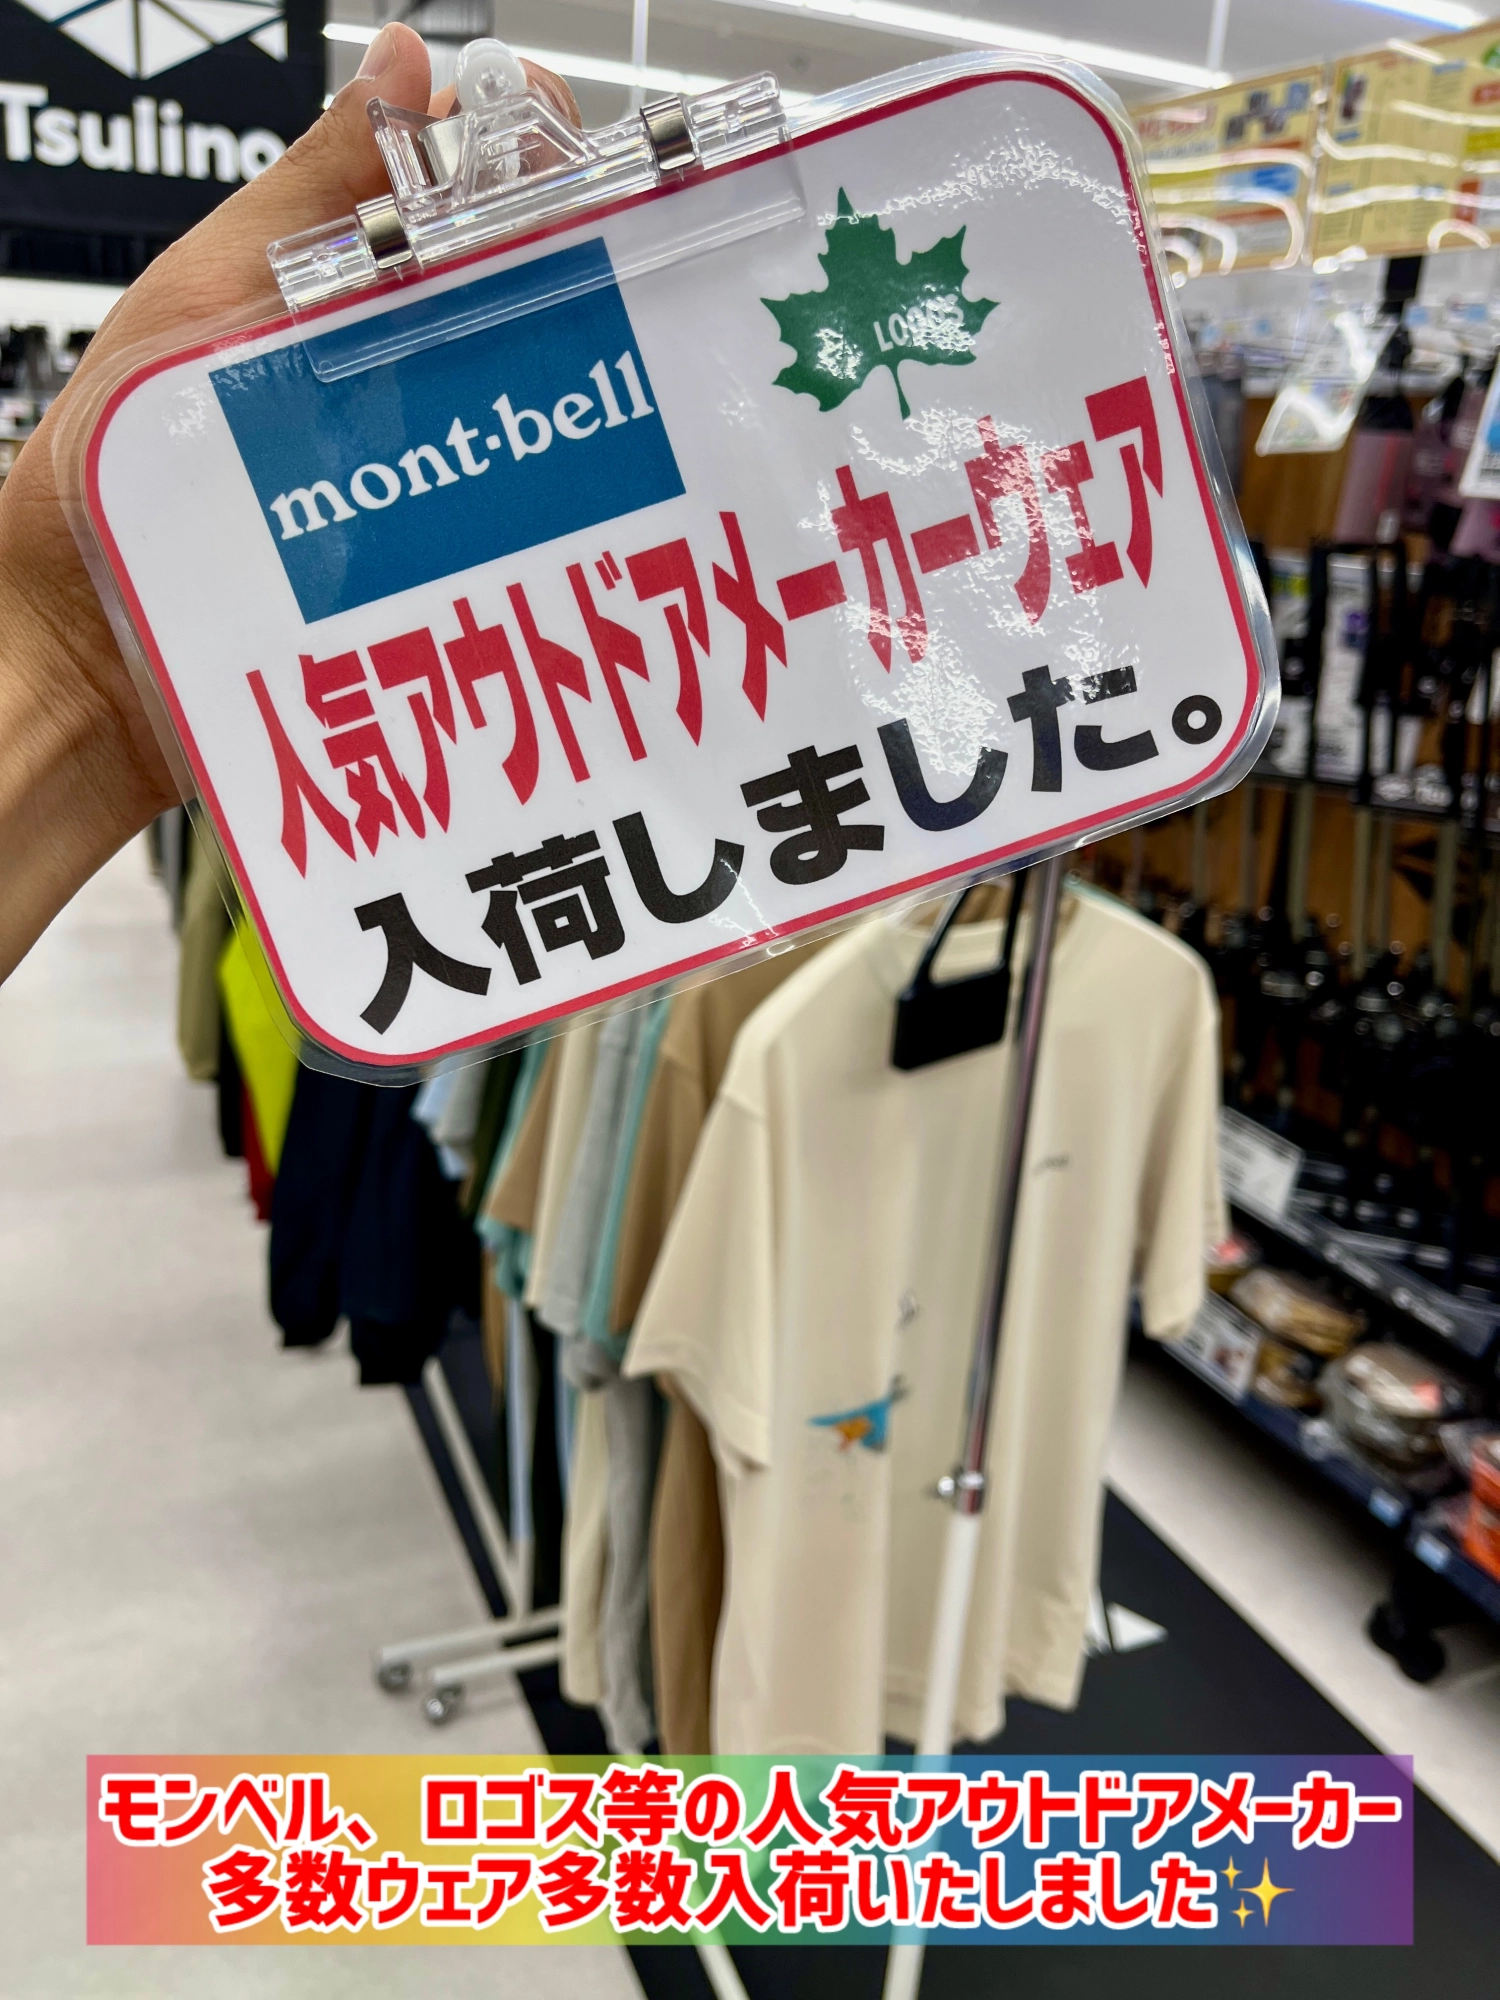 Tsulino
mont-bell
LOGOS
人気アウトドアメーカーウェア
入荷しました。
モンベル、ロゴス等の人気アウトドアメーカー
多数ウェア多数入荷いたしました✨